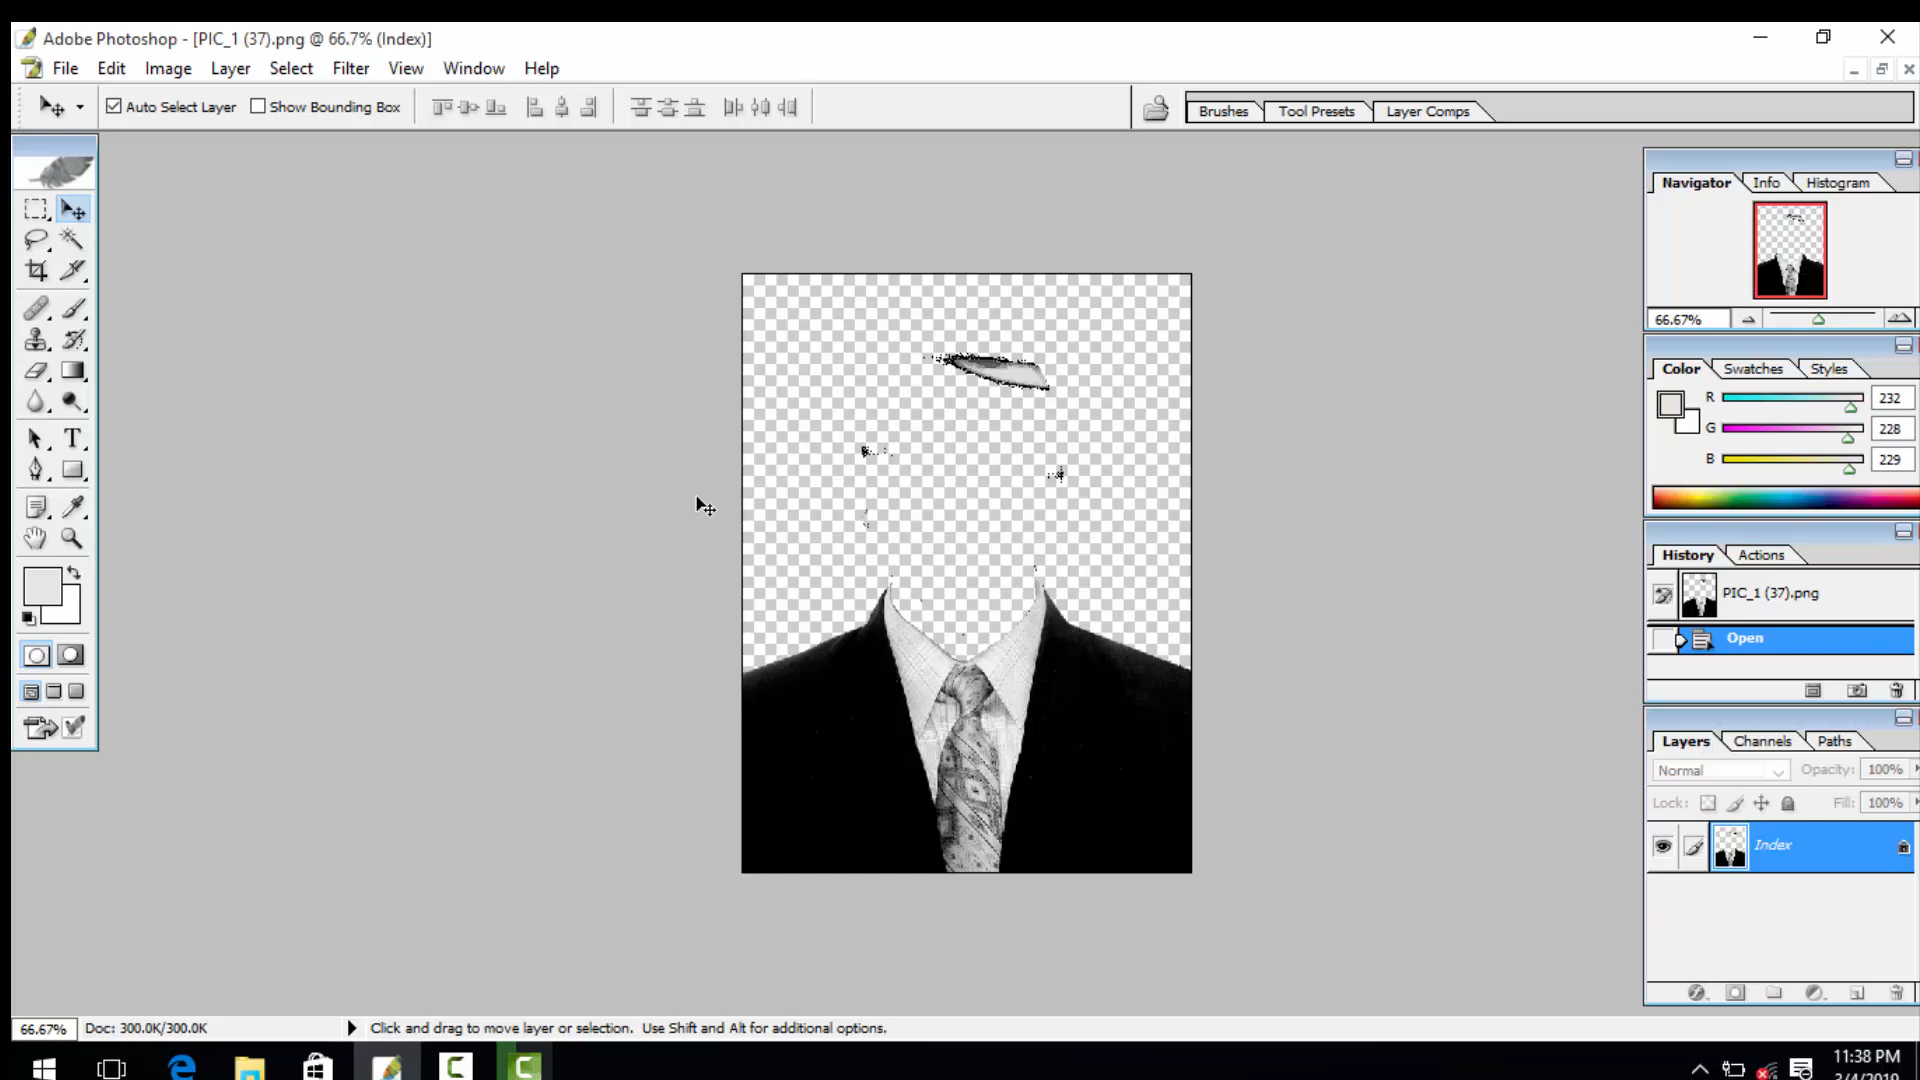 Adobe Photoshop - [PIC_1 (37).png @ 66.7% (Index)]
File Edit Image Layer Select Filter View Window Help
Auto Select Layer Show Bounding Box Brushes Tool Presets Layer Comps
Navigator Info Histogram
66.67%
Color Swatches Styles
R 232
G 228
B 229
History Actions
PIC_1 (37).png
Open
Layers Channels Paths
Normal Opacity: 100%
Lock: Fill: 100%
Index
66.67% Doc: 300.0K/300.0K Click and drag to move layer or selection. Use Shift and Alt for additional options.
11:38 PM
3/4/2019